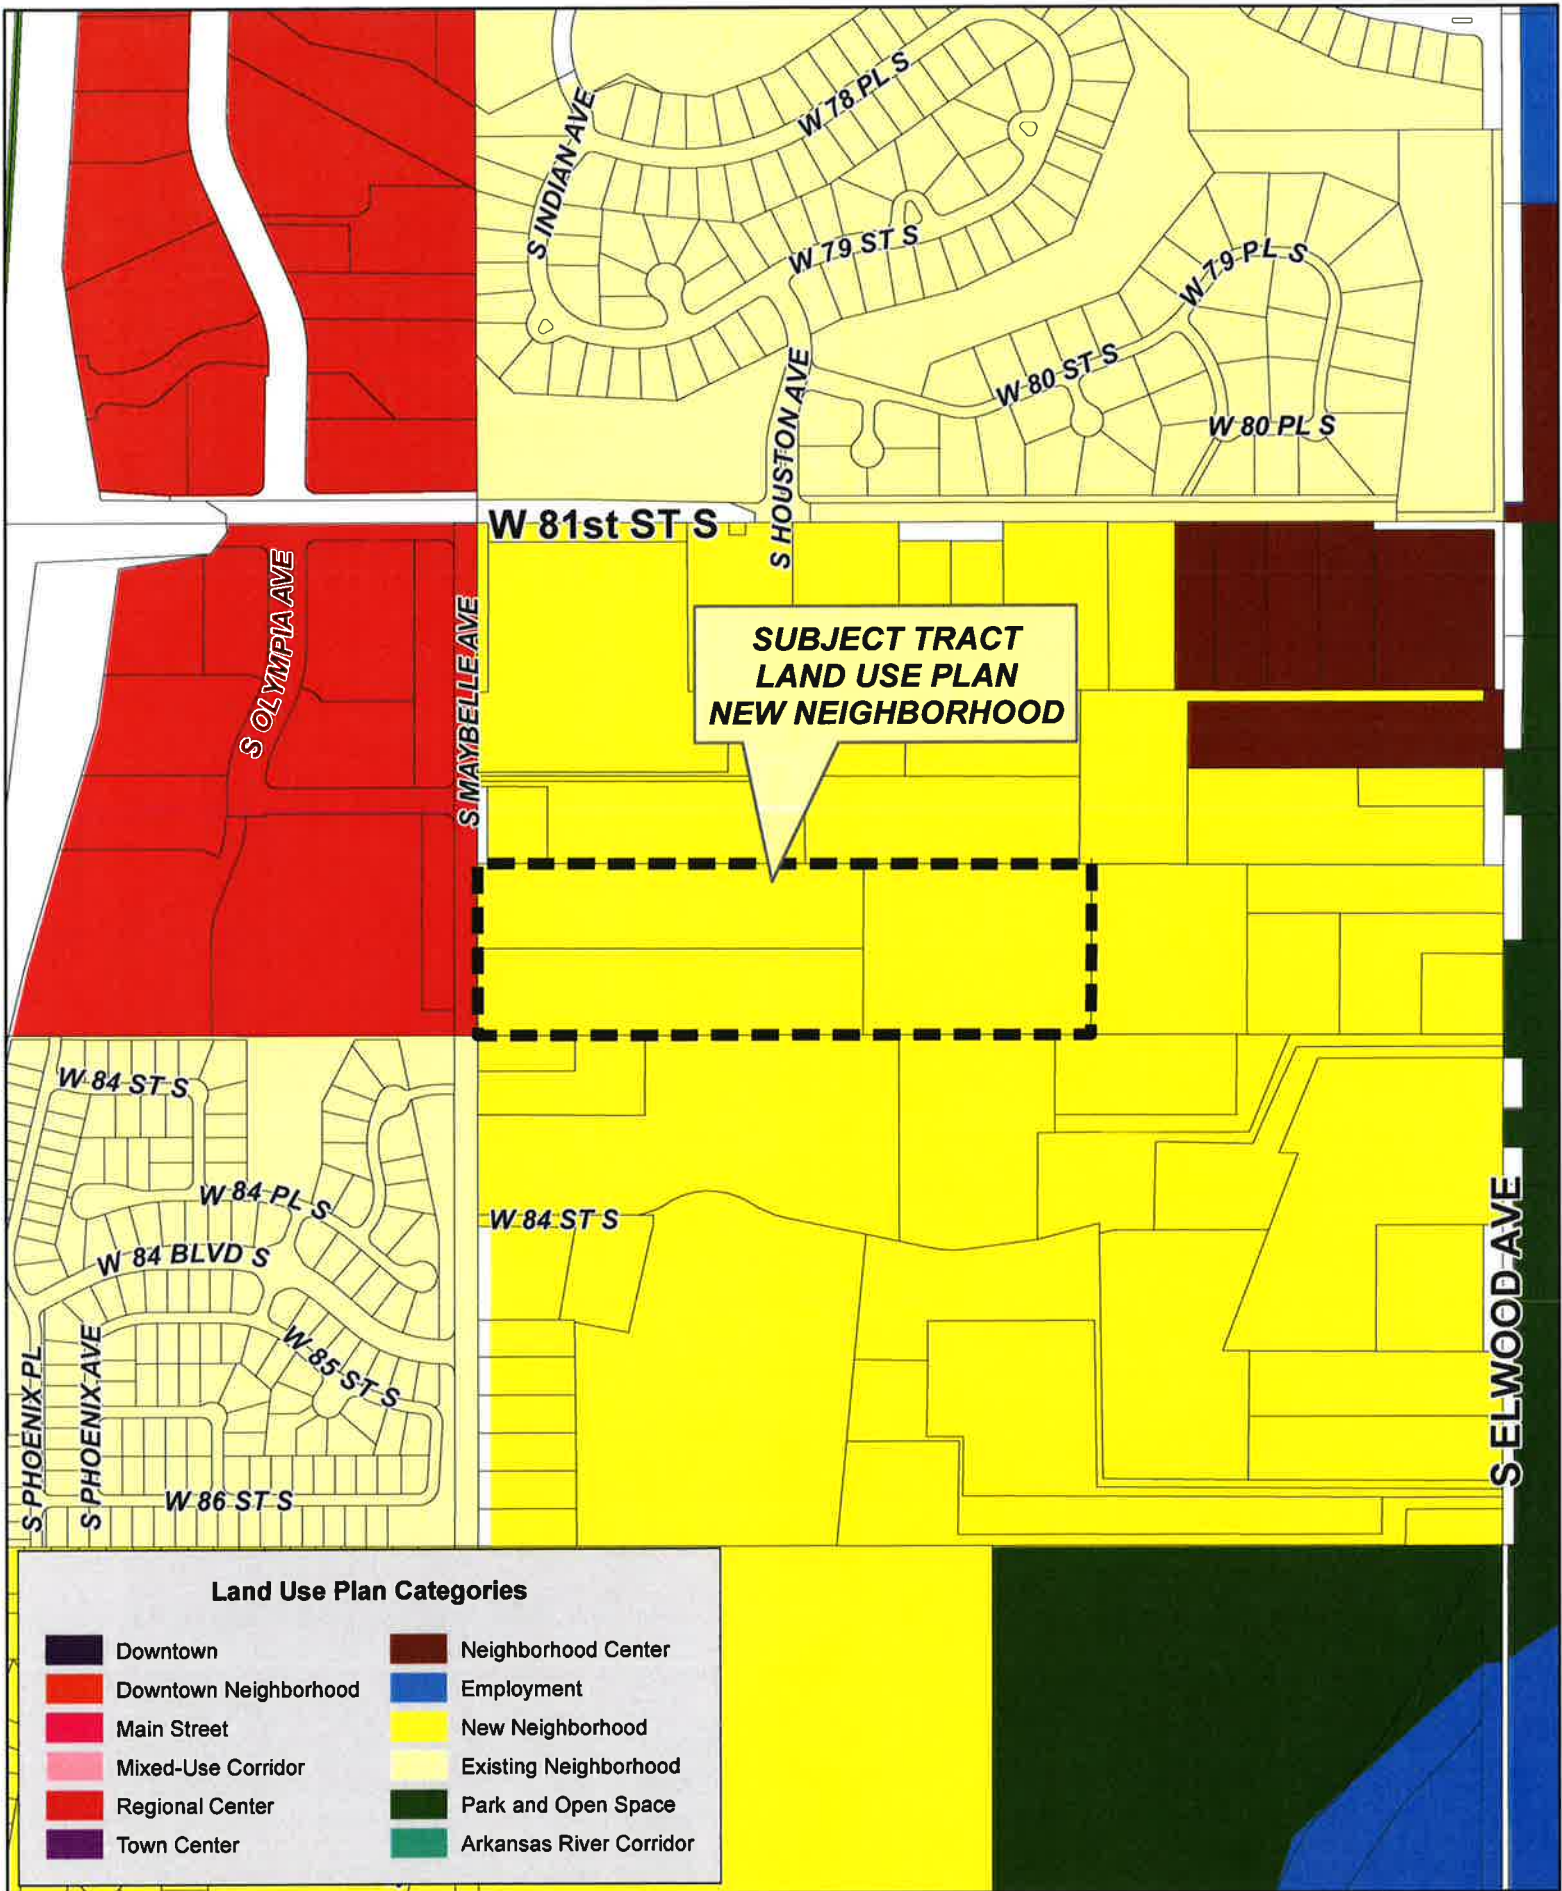 W 78 PL S
S INDIAN AVE
W 79 ST S
W 79 PL S
W 80 ST S
W 80 PL S
S HOUSTON AVE
W 81st ST S
S OLYMPIA AVE
S MAYBELLE AVE
SUBJECT TRACT
LAND USE PLAN
NEW NEIGHBORHOOD
W 84 ST S
W 84 PL S
W 84 ST S
W 84 BLVD S
W 85 ST S
S PHOENIX PL
S PHOENIX AVE
W 86 ST S
S ELWOOD AVE
Land Use Plan Categories
Downtown
Downtown Neighborhood
Main Street
Mixed-Use Corridor
Regional Center
Town Center
Neighborhood Center
Employment
New Neighborhood
Existing Neighborhood
Park and Open Space
Arkansas River Corridor